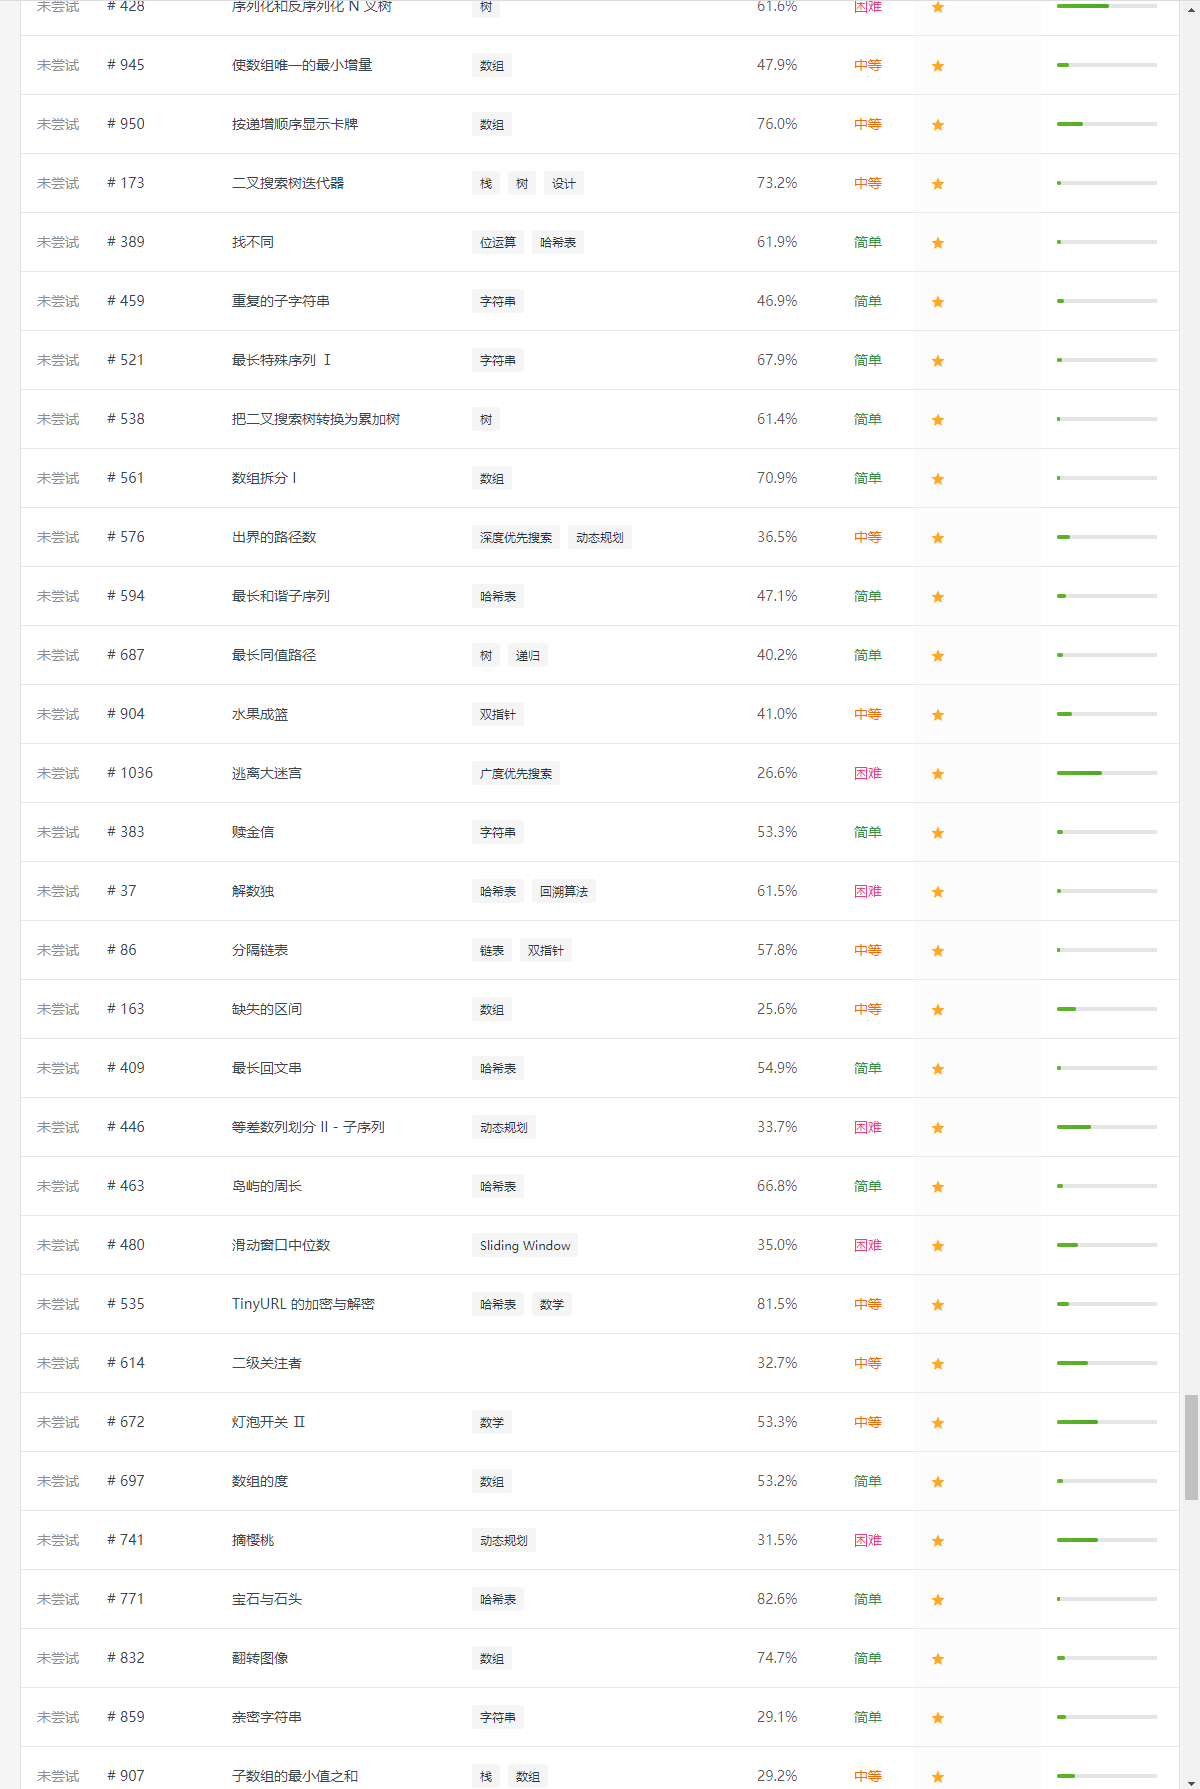 未尝试 # 428 序列化和反序列化 N 叉树 树 61.6% 困难
未尝试 # 945 使数组唯一的最小增量 数组 47.9% 中等
未尝试 # 950 按递增顺序显示卡牌 数组 76.0% 中等
未尝试 # 173 二叉搜索树迭代器 栈 树 设计 73.2% 中等
未尝试 # 389 找不同 位运算 哈希表 61.9% 简单
未尝试 # 459 重复的子字符串 字符串 46.9% 简单
未尝试 # 521 最长特殊序列 Ⅰ 字符串 67.9% 简单
未尝试 # 538 把二叉搜索树转换为累加树 树 61.4% 简单
未尝试 # 561 数组拆分 I 数组 70.9% 简单
未尝试 # 576 出界的路径数 深度优先搜索 动态规划 36.5% 中等
未尝试 # 594 最长和谐子序列 哈希表 47.1% 简单
未尝试 # 687 最长同值路径 树 递归 40.2% 简单
未尝试 # 904 水果成篮 双指针 41.0% 中等
未尝试 # 1036 逃离大迷宫 广度优先搜索 26.6% 困难
未尝试 # 383 赎金信 字符串 53.3% 简单
未尝试 # 37 解数独 哈希表 回溯算法 61.5% 困难
未尝试 # 86 分隔链表 链表 双指针 57.8% 中等
未尝试 # 163 缺失的区间 数组 25.6% 中等
未尝试 # 409 最长回文串 哈希表 54.9% 简单
未尝试 # 446 等差数列划分 II - 子序列 动态规划 33.7% 困难
未尝试 # 463 岛屿的周长 哈希表 66.8% 简单
未尝试 # 480 滑动窗口中位数 Sliding Window 35.0% 困难
未尝试 # 535 TinyURL 的加密与解密 哈希表 数学 81.5% 中等
未尝试 # 614 二级关注者 32.7% 中等
未尝试 # 672 灯泡开关 Ⅱ 数学 53.3% 中等
未尝试 # 697 数组的度 数组 53.2% 简单
未尝试 # 741 摘樱桃 动态规划 31.5% 困难
未尝试 # 771 宝石与石头 哈希表 82.6% 简单
未尝试 # 832 翻转图像 数组 74.7% 简单
未尝试 # 859 亲密字符串 字符串 29.1% 简单
未尝试 # 907 子数组的最小值之和 栈 数组 29.2% 中等